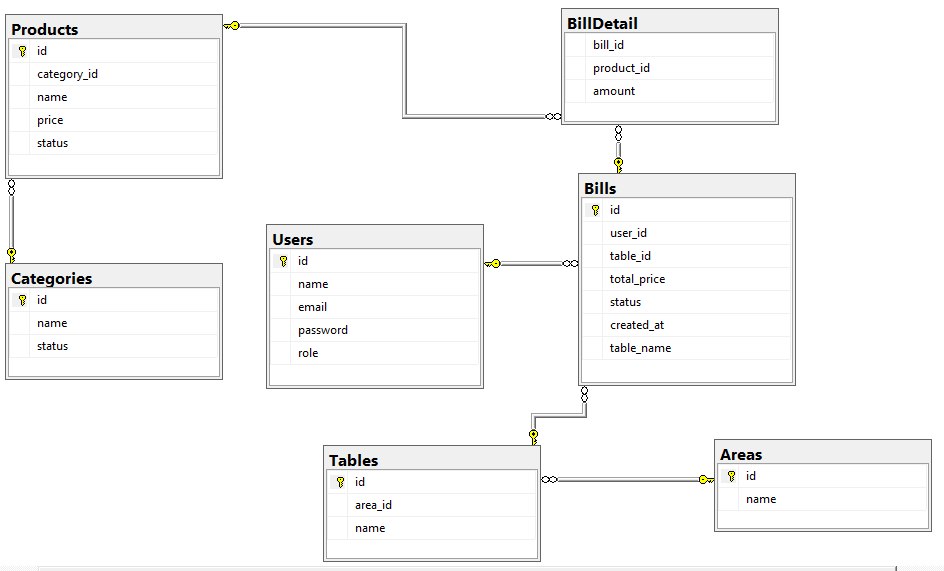 Products
id
category_id
name
price
status
BillDetail
bill_id
product_id
amount
Bills
id
user_id
table_id
total_price
status
created_at
table_name
Users
id
name
email
password
role
Categories
id
name
status
Tables
id
area_id
name
Areas
id
name